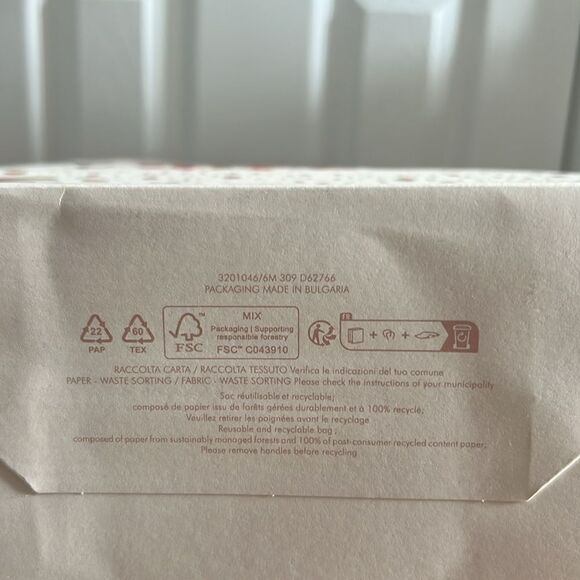 3201046/6M 309 D62766
PACKAGING MADE IN BULGARIA
22
PAP
60
TEX
FSC™
MIX
Packaging | Supporting
responsible forestry
FSC™ C043910
FR
+ +
RACCOLTA CARTA / RACCOLTA TESSUTO Verifica le indicazioni del tuo comune
PAPER - WASTE SORTING / FABRIC - WASTE SORTING Please check the instructions of your municipality
Sac réutilisable et recyclable;
composé de papier issu de forêts gérées durablement et à 100% recyclé;
Veuillez retirer les poignées avant le recyclage
Reusable and recyclable bag ;
composed of paper from sustainably managed forests and 100% of post-consumer recycled content paper;
Please remove handles before recycling